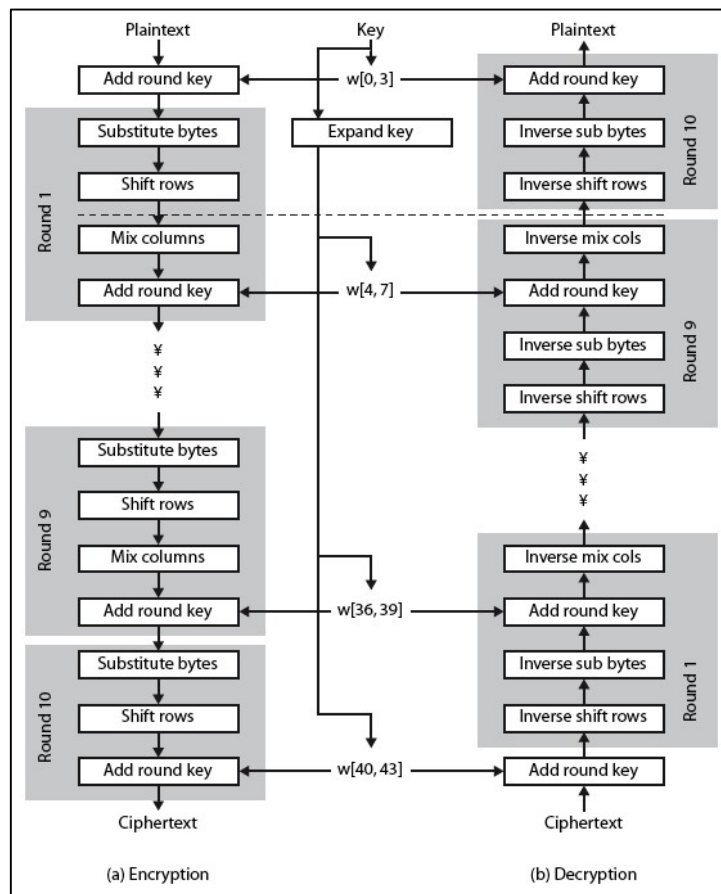 Plaintext
Key
Plaintext
Add round key
w[0, 3]
Add round key
Substitute bytes
Expand key
Inverse sub bytes
Round 1
Round 10
Shift rows
Inverse shift rows
Mix columns
Inverse mix cols
Add round key
w[4, 7]
Add round key
Round 9
¥
¥
¥
Inverse sub bytes
Inverse shift rows
Substitute bytes
¥
¥
¥
Round 9
Shift rows
Mix columns
Inverse mix cols
Add round key
w[36, 39]
Add round key
Substitute bytes
Inverse sub bytes
Round 10
Round 1
Shift rows
Inverse shift rows
Add round key
w[40, 43]
Add round key
Ciphertext
Ciphertext
(a) Encryption
(b) Decryption